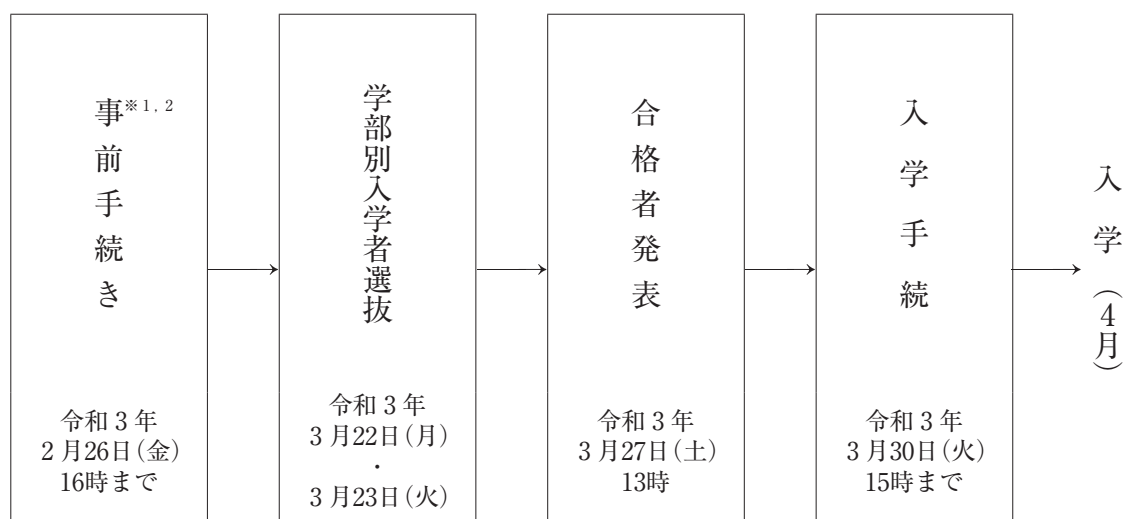 事前手続き※1,2
令和3年
2月26日(金)
16時まで
学部別入学者選抜
令和3年
3月22日(月)
・
3月23日(火)
合格者発表
令和3年
3月27日(土)
13時
入学手続
令和3年
3月30日(火)
15時まで
入学(4月)